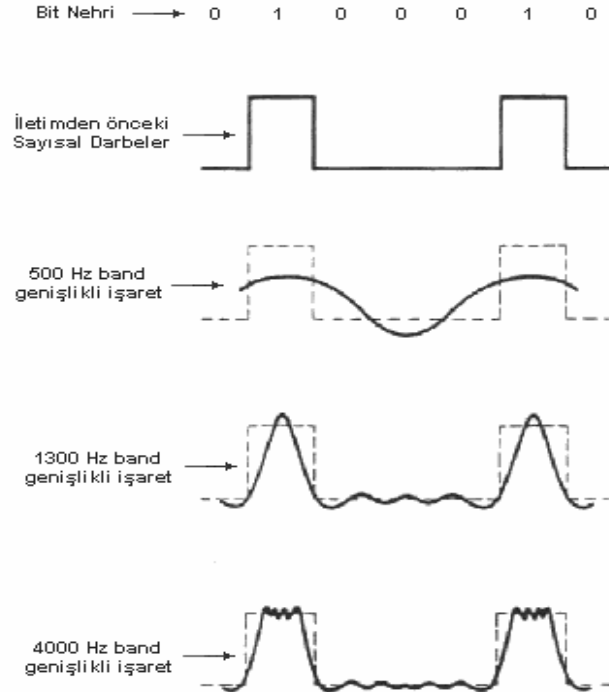 Bit Nehri 0 1 0 0 0 1 0
İletimden önceki
Sayısal Darbeler
500 Hz band
genişlikli işaret
1300 Hz band
genişlikli işaret
4000 Hz band
genişlikli işaret